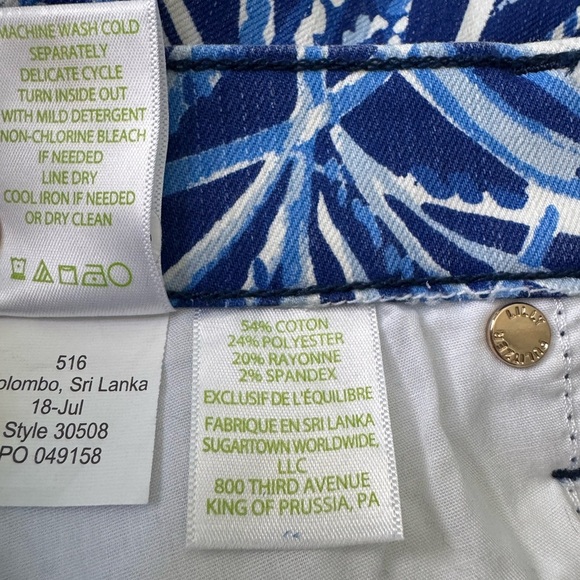 MACHINE WASH COLD
SEPARATELY
DELICATE CYCLE
TURN INSIDE OUT
WITH MILD DETERGENT
NON-CHLORINE BLEACH
IF NEEDED
LINE DRY
COOL IRON IF NEEDED
OR DRY CLEAN
516
olombo, Sri Lanka
18-Jul
Style 30508
PO 049158
54% COTON
24% POLYESTER
20% RAYONNE
2% SPANDEX
EXCLUSIF DE L'ÉQUILIBRE
FABRIQUE EN SRI LANKA
SUGARTOWN WORLDWIDE,
LLC
800 THIRD AVENUE
KING OF PRUSSIA, PA
LILLY
PULITZER